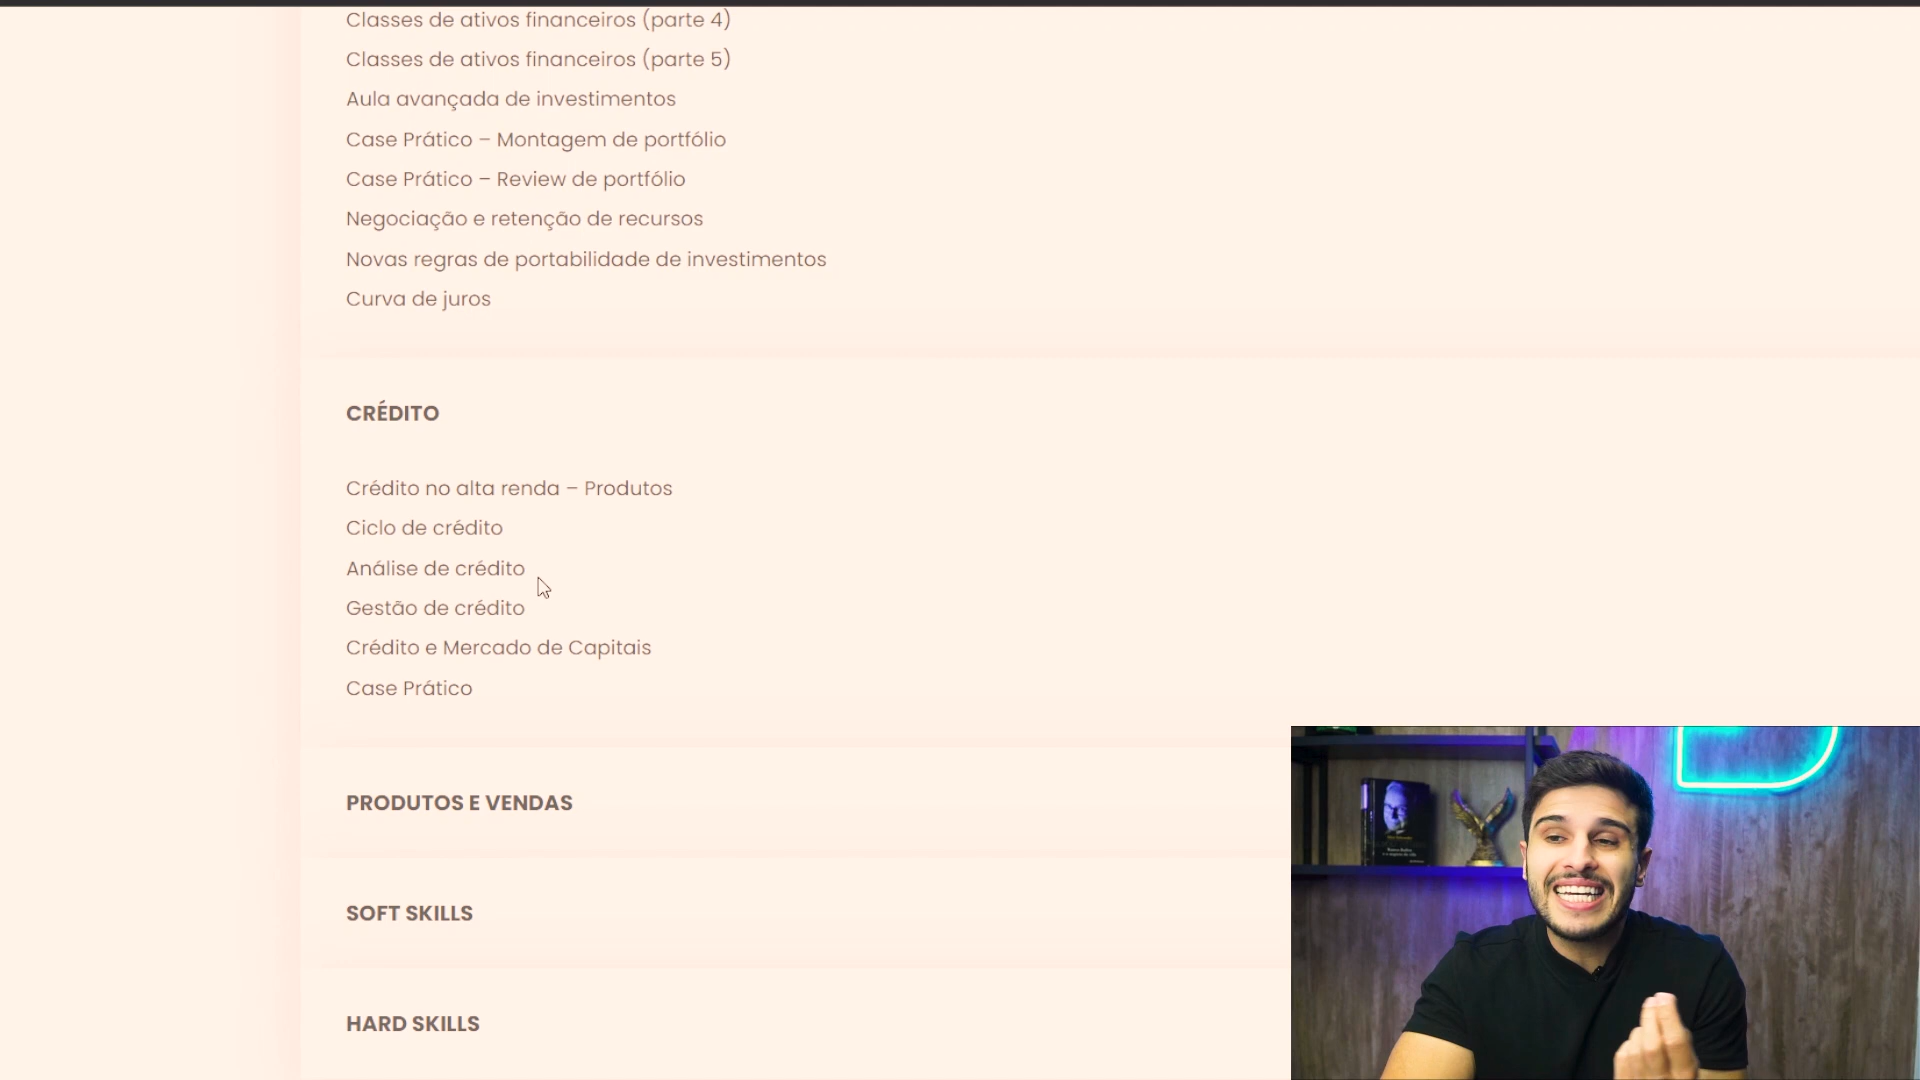 Classes de ativos financeiros (parte 4)
Classes de ativos financeiros (parte 5)
Aula avançada de investimentos
Case Prático – Montagem de portfólio
Case Prático – Review de portfólio
Negociação e retenção de recursos
Novas regras de portabilidade de investimentos
Curva de juros
CRÉDITO
Crédito no alta renda – Produtos
Ciclo de crédito
Análise de crédito
Gestão de crédito
Crédito e Mercado de Capitais
Case Prático
PRODUTOS E VENDAS
SOFT SKILLS
HARD SKILLS